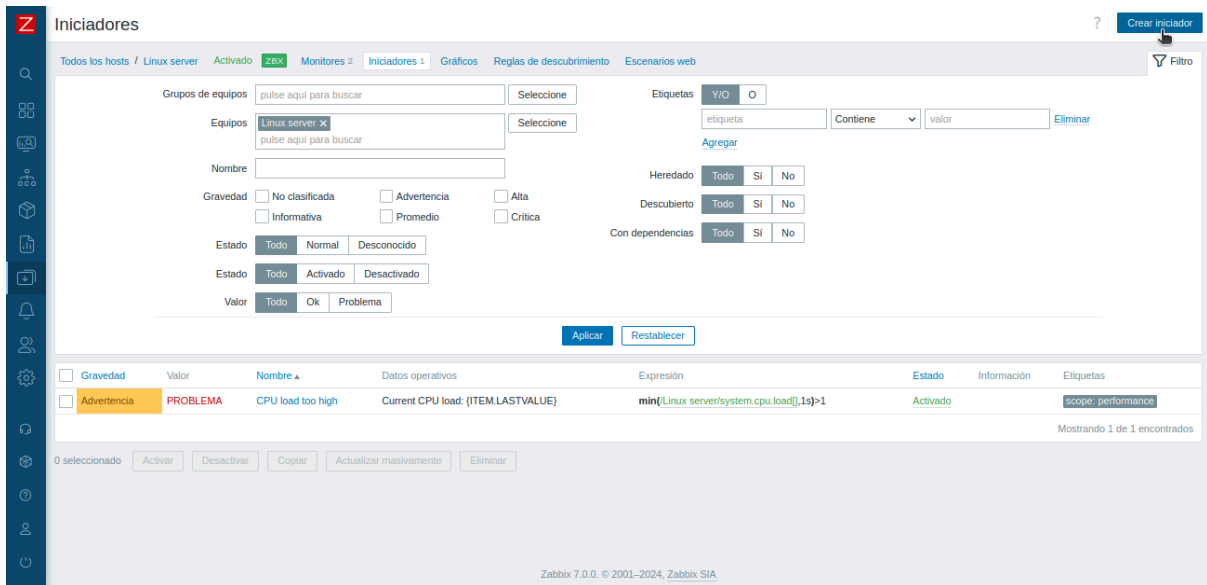 Z Iniciadores ? Crear iniciador
Todos los hosts / Linux server Activado ZBX Monitores 2 Iniciadores 1 Gráficos Reglas de descubrimiento Escenarios web Filtro
Grupos de equipos pulse aquí para buscar Seleccione Etiquetas Y/O O
Equipos Linux server Seleccione etiqueta Contiene valor Eliminar
pulse aquí para buscar
Agregar
Nombre
Heredado Todo Sí No
Gravedad No clasificada Advertencia Alta
Descubierto Todo Sí No
Informativa Promedio Crítica
Con dependencias Todo Sí No
Estado Todo Normal Desconocido
Estado Todo Activado Desactivado
Valor Todo Ok Problema
Aplicar Restablecer
Gravedad Valor Nombre Datos operativos Expresión Estado Información Etiquetas
Advertencia PROBLEMA CPU load too high Current CPU load: {ITEM.LASTVALUE} min(/Linux server/system.cpu.load[],1s)>1 Activado scope: performance
Mostrando 1 de 1 encontrados
0 seleccionado Activar Desactivar Copiar Actualizar masivamente Eliminar
Zabbix 7.0.0. © 2001–2024, Zabbix SIA